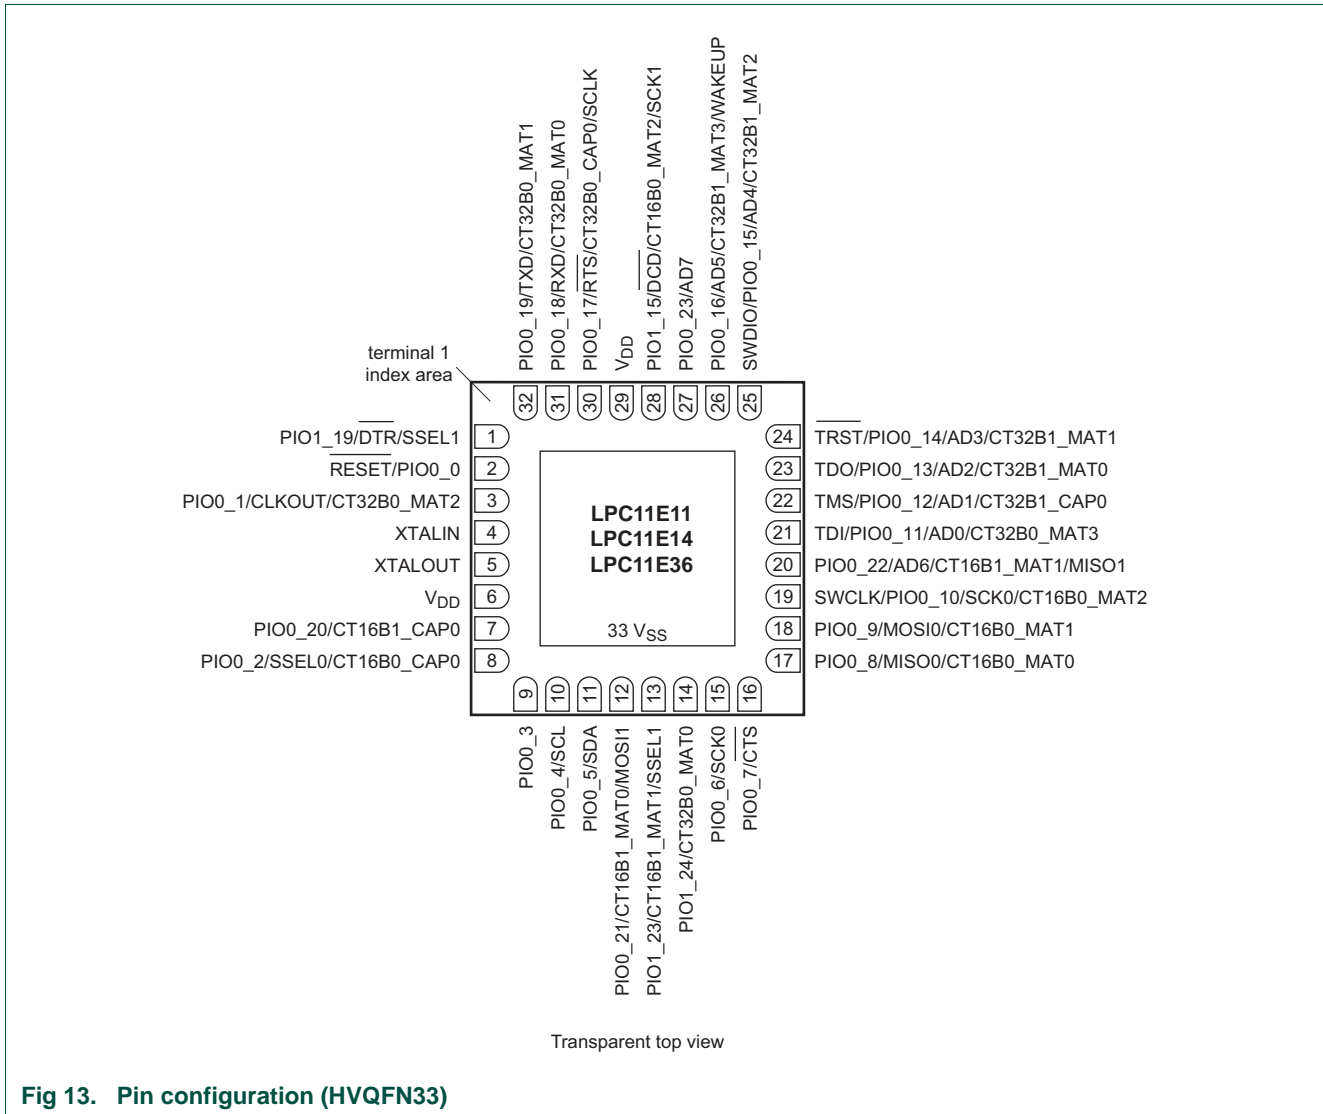 PIO0_19/TXD/CT32B0_MAT1
PIO0_18/RXD/CT32B0_MAT0
PIO0_17/RTS/CT32B0_CAP0/SCLK
VDD
PIO1_15/DCD/CT16B0_MAT2/SCK1
PIO0_23/AD7
PIO0_16/AD5/CT32B1_MAT3/WAKEUP
SWDIO/PIO0_15/AD4/CT32B1_MAT2
terminal 1
index area
32 31 30 29 28 27 26 25
PIO1_19/DTR/SSEL1 1
RESET/PIO0_0 2
PIO0_1/CLKOUT/CT32B0_MAT2 3
XTALIN 4
XTALOUT 5
VDD 6
PIO0_20/CT16B1_CAP0 7
PIO0_2/SSEL0/CT16B0_CAP0 8
LPC11E11
LPC11E14
LPC11E36
33 VSS
24 TRST/PIO0_14/AD3/CT32B1_MAT1
23 TDO/PIO0_13/AD2/CT32B1_MAT0
22 TMS/PIO0_12/AD1/CT32B1_CAP0
21 TDI/PIO0_11/AD0/CT32B0_MAT3
20 PIO0_22/AD6/CT16B1_MAT1/MISO1
19 SWCLK/PIO0_10/SCK0/CT16B0_MAT2
18 PIO0_9/MOSI0/CT16B0_MAT1
17 PIO0_8/MISO0/CT16B0_MAT0
9 10 11 12 13 14 15 16
PIO0_3
PIO0_4/SCL
PIO0_5/SDA
PIO0_21/CT16B1_MAT0/MOSI1
PIO1_23/CT16B1_MAT1/SSEL1
PIO1_24/CT32B0_MAT0
PIO0_6/SCK0
PIO0_7/CTS
Transparent top view
Fig 13. Pin configuration (HVQFN33)